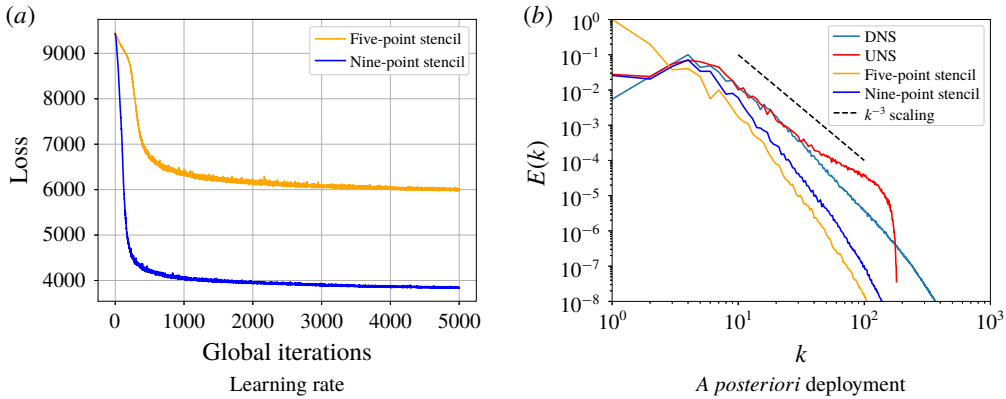 (a)
Loss
9000
8000
7000
6000
5000
4000
0
1000
2000
3000
4000
5000
Five-point stencil
Nine-point stencil
Global iterations
Learning rate
(b)
E(k)
10^0
10^-1
10^-2
10^-3
10^-4
10^-5
10^-6
10^-7
10^-8
10^0
10^1
10^2
10^3
DNS
UNS
Five-point stencil
Nine-point stencil
k^-3 scaling
k
A posteriori deployment